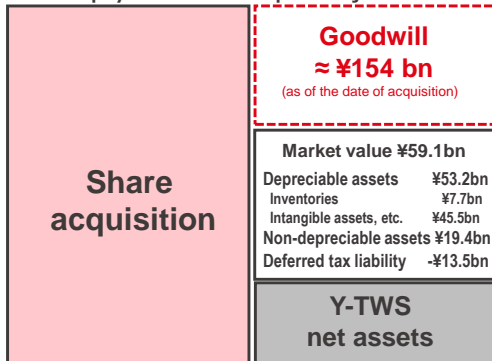 Share
acquisition
Goodwill
≈ ¥154 bn
(as of the date of acquisition)
Market value ¥59.1bn
Depreciable assets ¥53.2bn
Inventories ¥7.7bn
Intangible assets, etc. ¥45.5bn
Non-depreciable assets ¥19.4bn
Deferred tax liability -¥13.5bn
Y-TWS
net assets